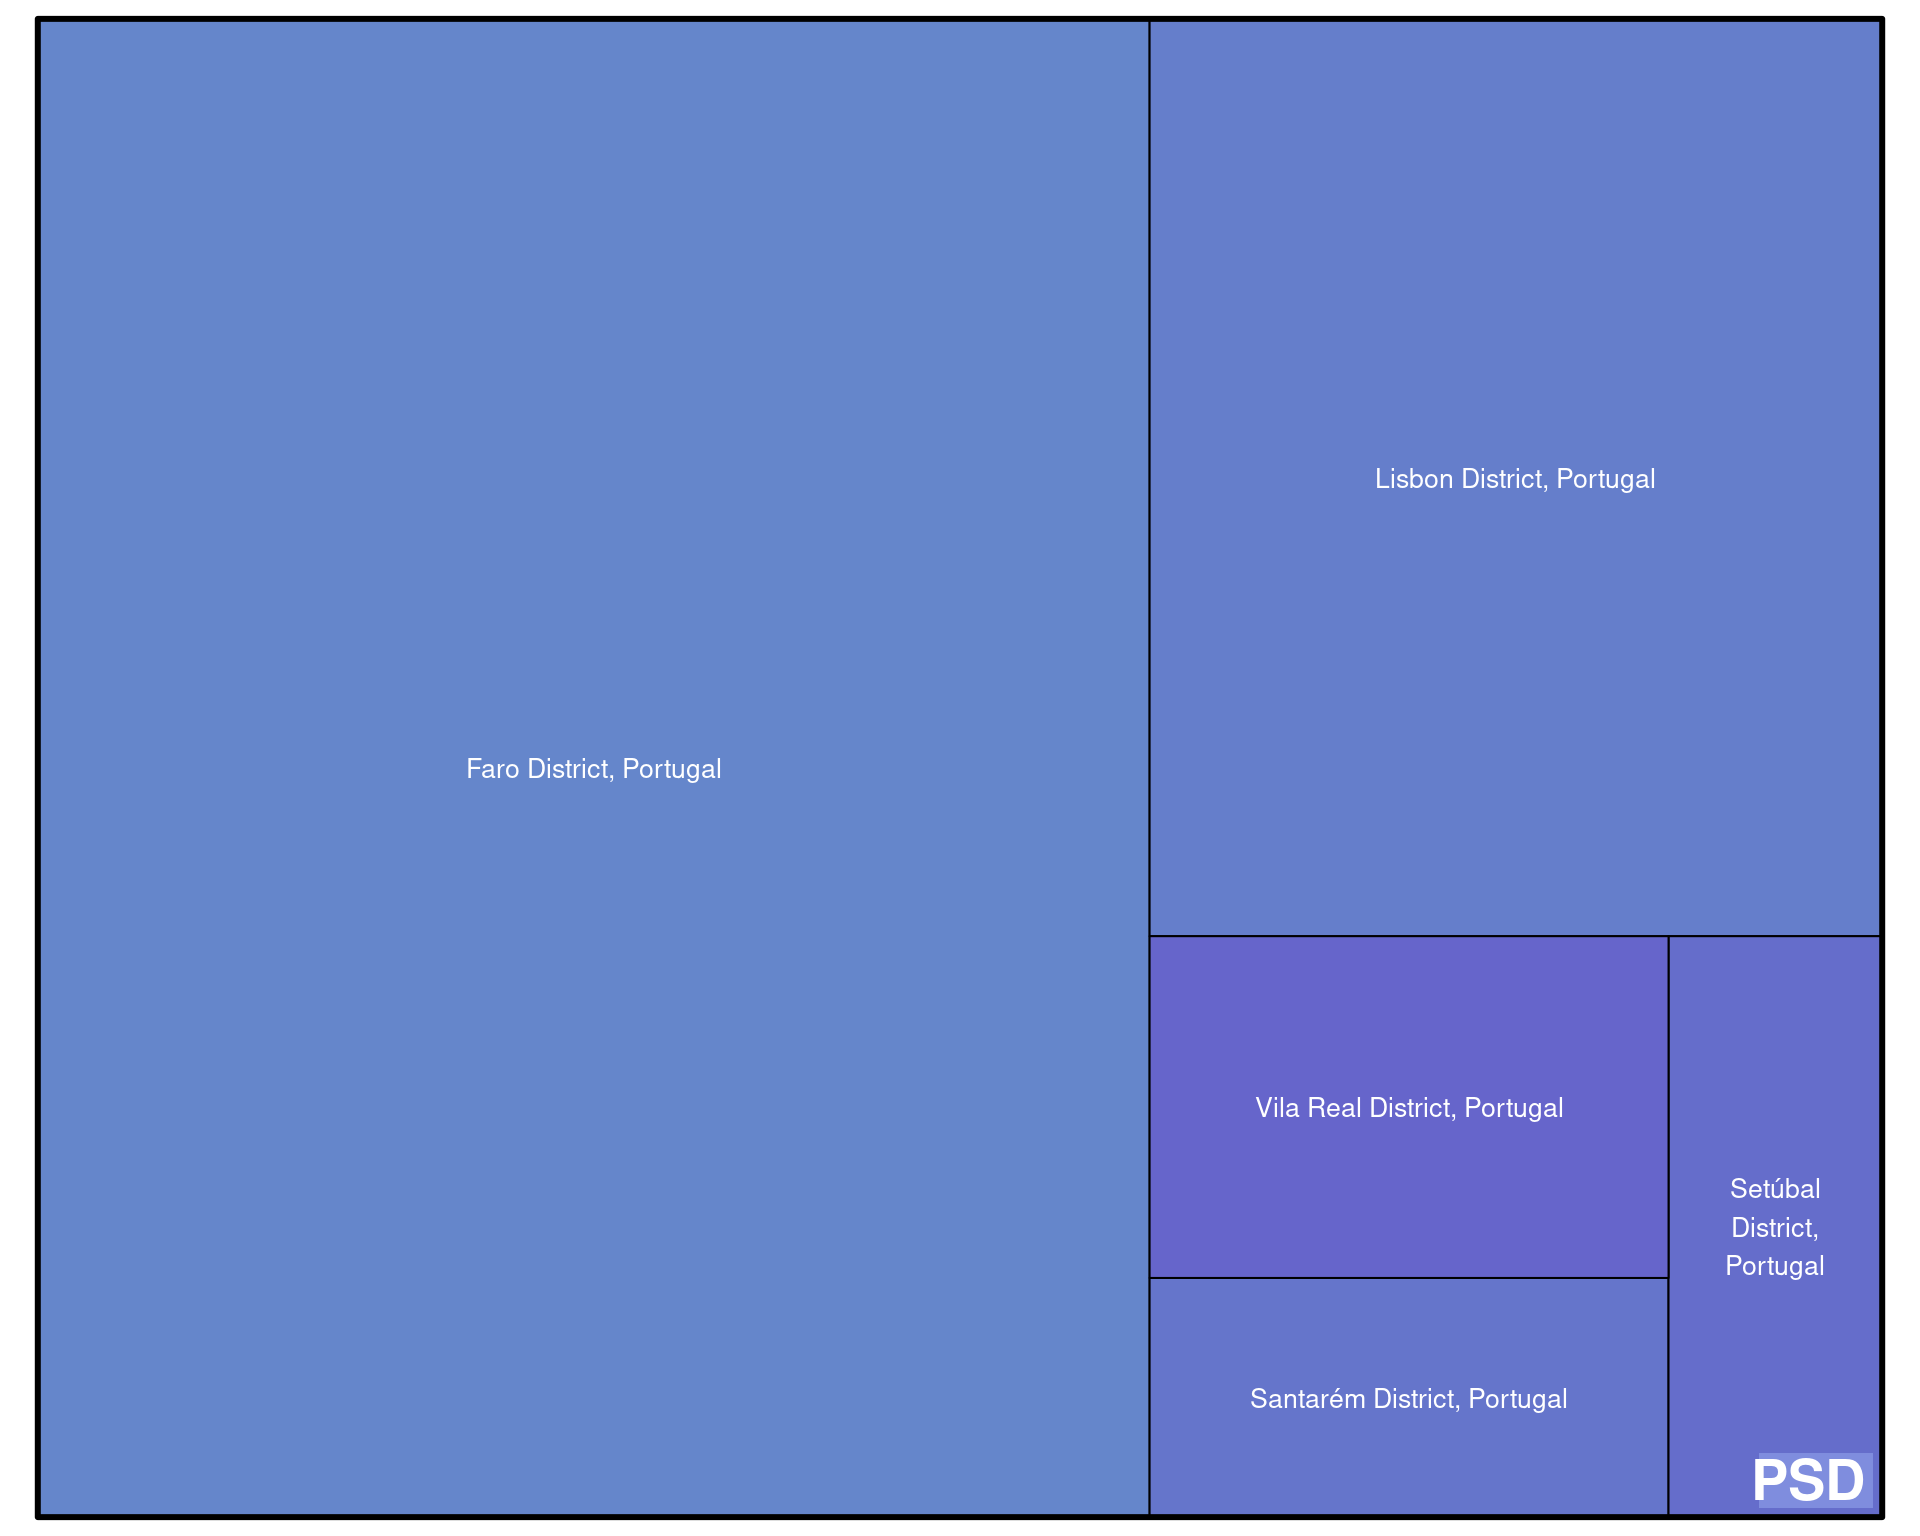 Faro District, Portugal
Lisbon District, Portugal
Vila Real District, Portugal
Setúbal
District,
Portugal
Santarém District, Portugal
PSD